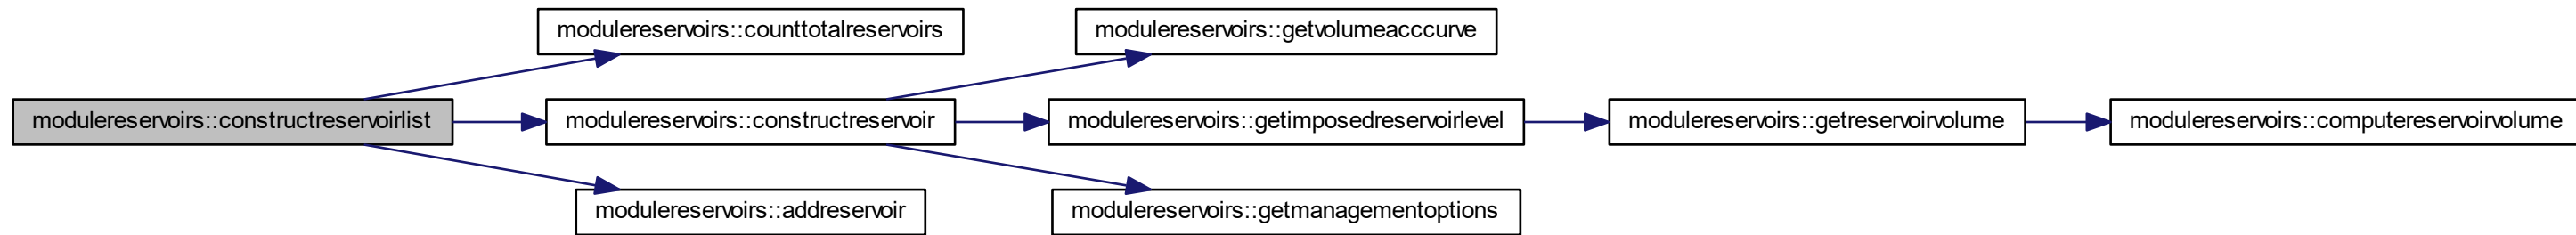 modulereservoirs::counttotalreservoirs
modulereservoirs::getvolumeacccurve
modulereservoirs::constructreservoirlist
modulereservoirs::constructreservoir
modulereservoirs::getimposedreservoirlevel
modulereservoirs::getreservoirvolume
modulereservoirs::computereservoirvolume
modulereservoirs::addreservoir
modulereservoirs::getmanagementoptions